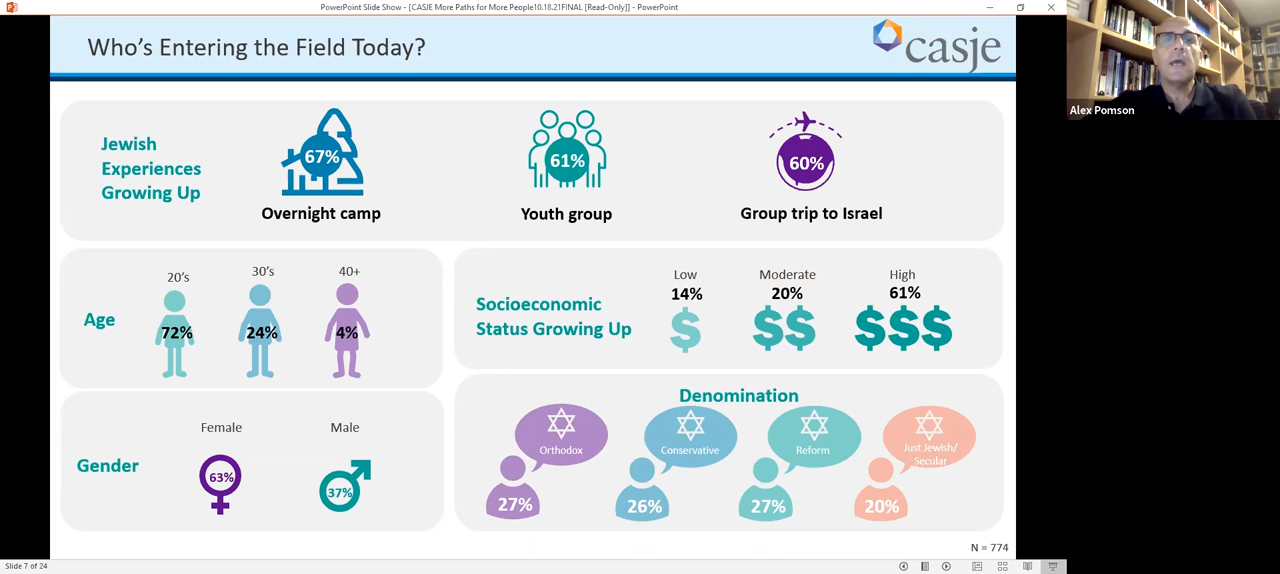 PowerPoint Slide Show - [CASJE More Paths for More People10.18.21FINAL [Read-Only]] - PowerPoint
Who's Entering the Field Today?
casje
Alex Pomson
Jewish
Experiences
Growing Up
67%
Overnight camp
61%
Youth group
60%
Group trip to Israel
Age
20's
72%
30's
24%
40+
4%
Socioeconomic
Status Growing Up
Low
14%
$
Moderate
20%
$$
High
61%
$$$
Gender
Female
63%
Male
37%
Denomination
Orthodox
27%
Conservative
26%
Reform
27%
Just Jewish/
Secular
20%
N = 774
Slide 7 of 24